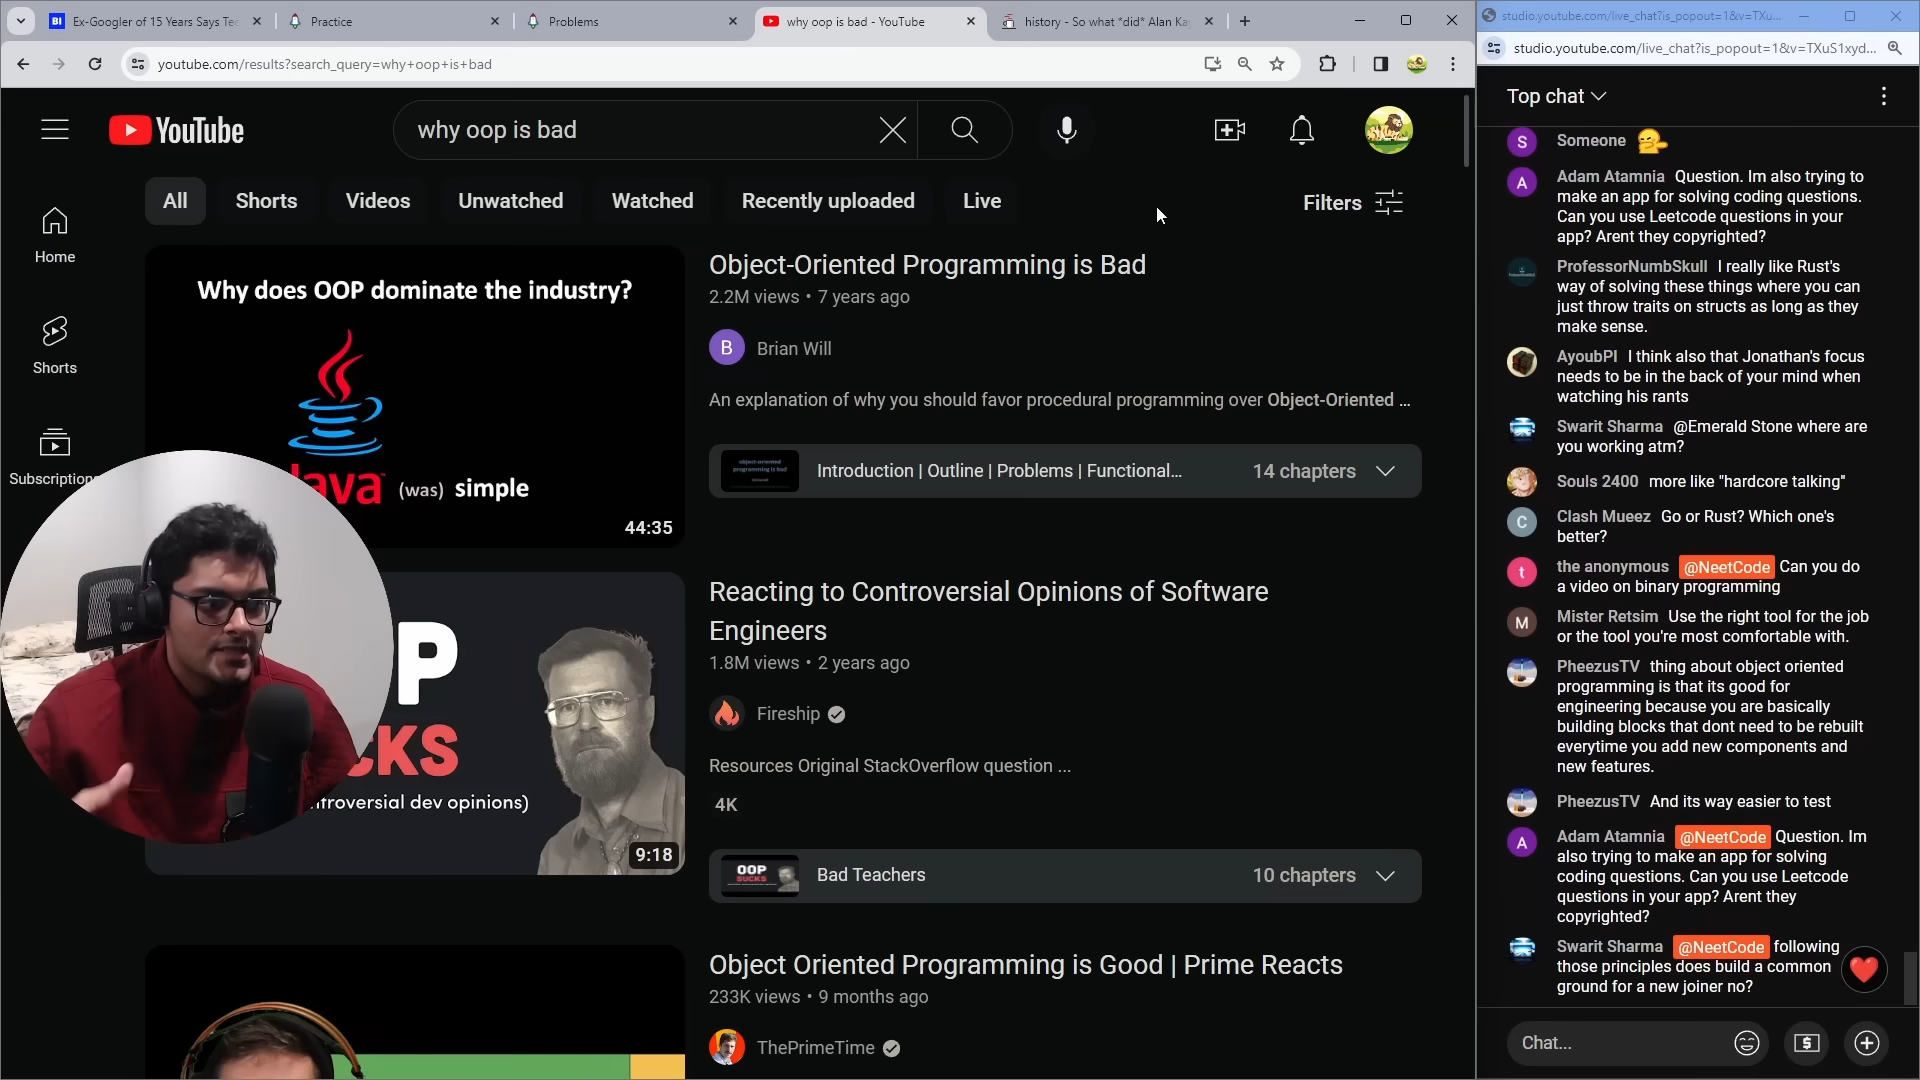 Ex-Googler of 15 Years Says Tec
Practice
Problems
why oop is bad - YouTube
history - So what *did* Alan Ka
youtube.com/results?search_query=why+oop+is+bad
YouTube
why oop is bad
All
Shorts
Videos
Unwatched
Watched
Recently uploaded
Live
Filters
Home
Shorts
Subscription
Why does OOP dominate the industry?
Java (was) simple
44:35
Object-Oriented Programming is Bad
2.2M views • 7 years ago
B
Brian Will
An explanation of why you should favor procedural programming over Object-Oriented ...
Introduction | Outline | Problems | Functional...
14 chapters
9:18
Reacting to Controversial Opinions of Software
Engineers
1.8M views • 2 years ago
Fireship
Resources Original StackOverflow question ...
4K
OOP
SUCKS
Bad Teachers
10 chapters
Object Oriented Programming is Good | Prime Reacts
233K views • 9 months ago
ThePrimeTime
studio.youtube.com/live_chat?is_popout=1&v=TXu...
studio.youtube.com/live_chat?is_popout=1&v=TXuS1xyd...
Top chat
S
Someone
A
Adam Atamnia Question. Im also trying to
make an app for solving coding questions.
Can you use Leetcode questions in your
app? Arent they copyrighted?
ProfessorNumbSkull I really like Rust's
way of solving these things where you can
just throw traits on structs as long as they
make sense.
AyoubPI I think also that Jonathan's focus
needs to be in the back of your mind when
watching his rants
Swarit Sharma @Emerald Stone where are
you working atm?
Souls 2400 more like "hardcore talking"
C
Clash Mueez Go or Rust? Which one's
better?
t
the anonymous @NeetCode Can you do
a video on binary programming
M
Mister Retsim Use the right tool for the job
or the tool you're most comfortable with.
PheezusTV thing about object oriented
programming is that its good for
engineering because you are basically
building blocks that dont need to be rebuilt
everytime you add new components and
new features.
PheezusTV And its way easier to test
A
Adam Atamnia @NeetCode Question. Im
also trying to make an app for solving
coding questions. Can you use Leetcode
questions in your app? Arent they
copyrighted?
Swarit Sharma @NeetCode following
those principles does build a common
ground for a new joiner no?
Chat...